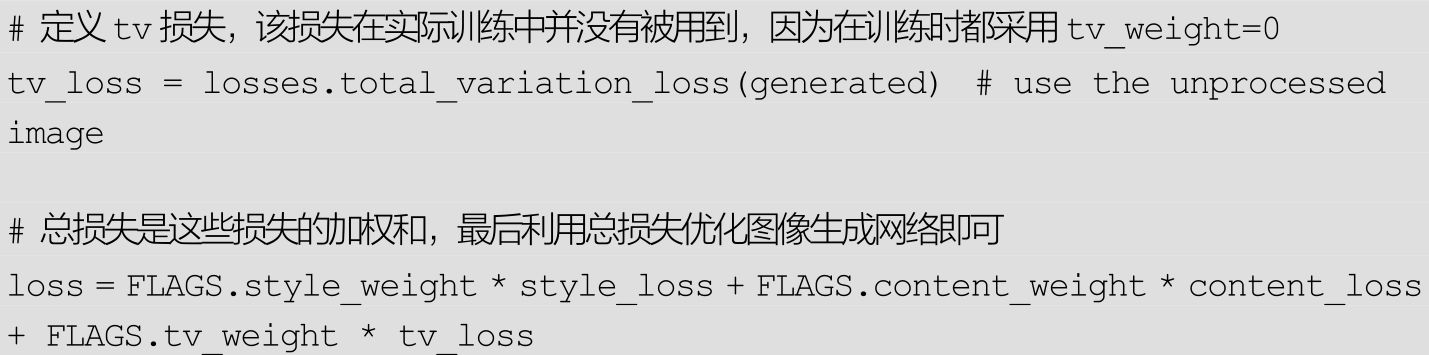 # 定义 tv 损失，该损失在实际训练中并没有被用到，因为在训练时都采用 tv_weight=0
tv_loss = losses.total_variation_loss(generated)  # use the unprocessed
image
# 总损失是这些损失的加权和，最后利用总损失优化图像生成网络即可
loss = FLAGS.style_weight * style_loss + FLAGS.content_weight * content_loss
+ FLAGS.tv_weight * tv_loss